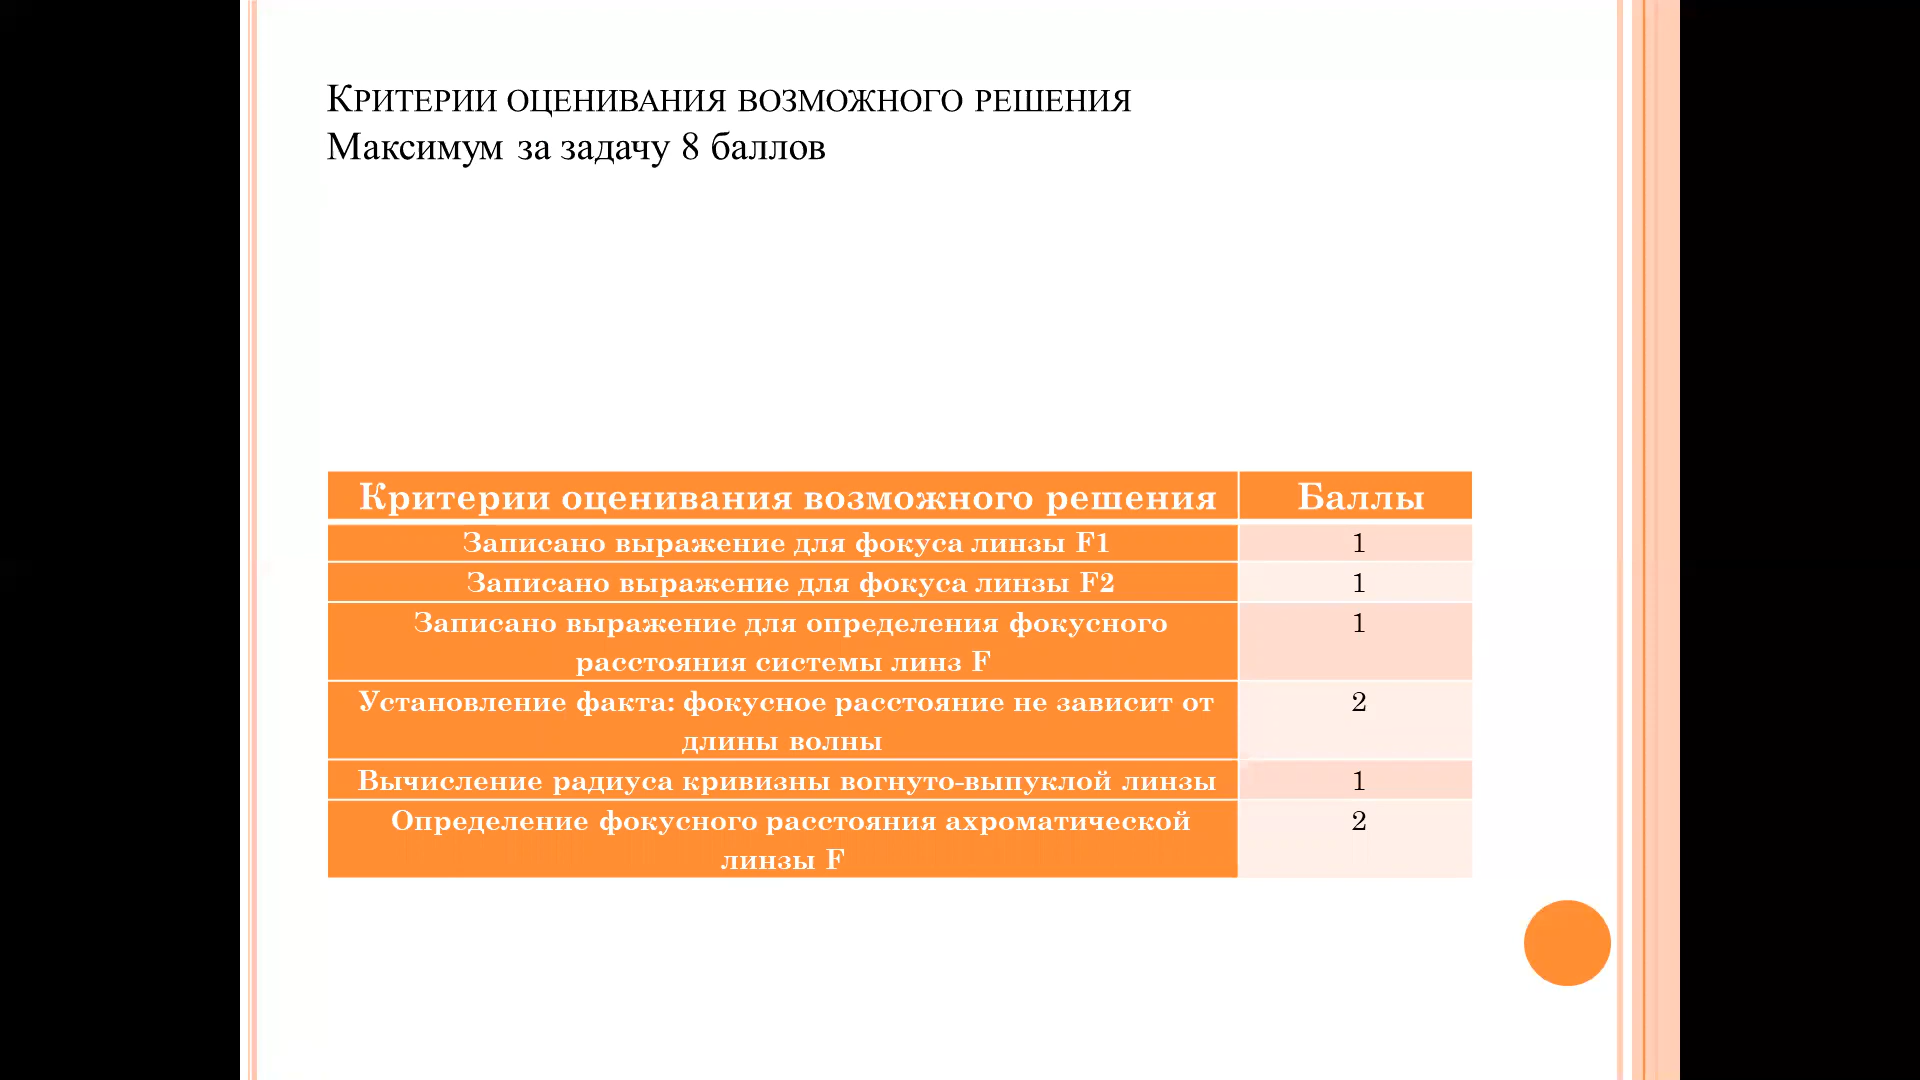 Критерии оценивания возможного решения
Максимум за задачу 8 баллов
Критерии оценивания возможного решения Баллы
Записано выражение для фокуса линзы F1 1
Записано выражение для фокуса линзы F2 1
Записано выражение для определения фокусного 1
расстояния системы линз F
Установление факта: фокусное расстояние не зависит от 2
длины волны
Вычисление радиуса кривизны вогнуто-выпуклой линзы 1
Определение фокусного расстояния ахроматической 2
линзы F